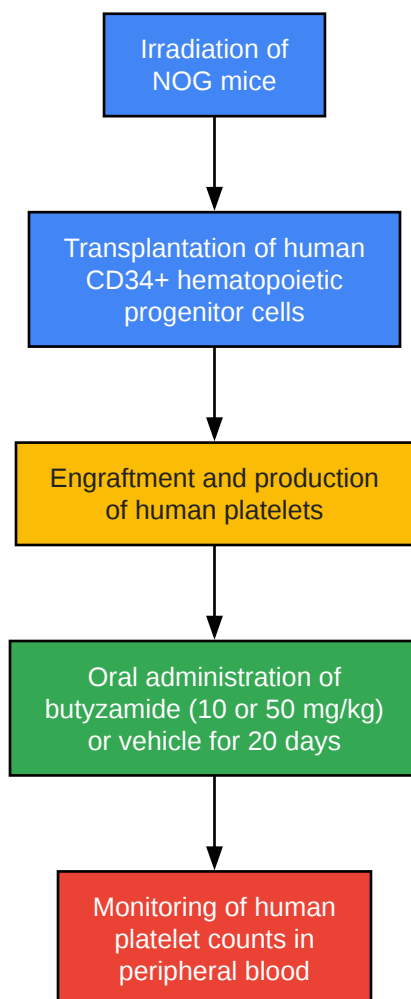 Irradiation of
NOG mice
Transplantation of human
CD34+ hematopoietic
progenitor cells
Engraftment and production
of human platelets
Oral administration of
butyzamide (10 or 50 mg/kg)
or vehicle for 20 days
Monitoring of human
platelet counts in
peripheral blood